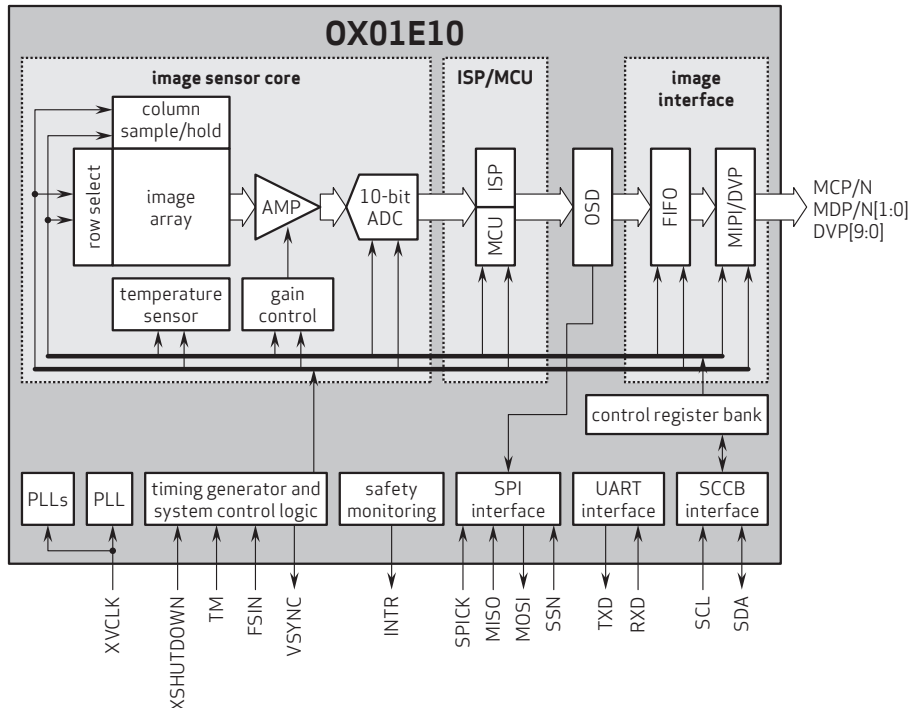 OX01E10
image sensor core
ISP/MCU
image
interface
column
sample/hold
row select
image
array
AMP
10-bit
ADC
ISP
MCU
OSD
FIFO
MIPI/DVP
MCP/N
MDP/N[1:0]
DVP[9:0]
temperature
sensor
gain
control
control register bank
PLLs
PLL
timing generator and
system control logic
safety
monitoring
SPI
interface
UART
interface
SCCB
interface
XVCLK
XSHUTDOWN
TM
FSIN
VSYNC
INTR
SPICK
MISO
MOSI
SSN
TXD
RXD
SCL
SDA